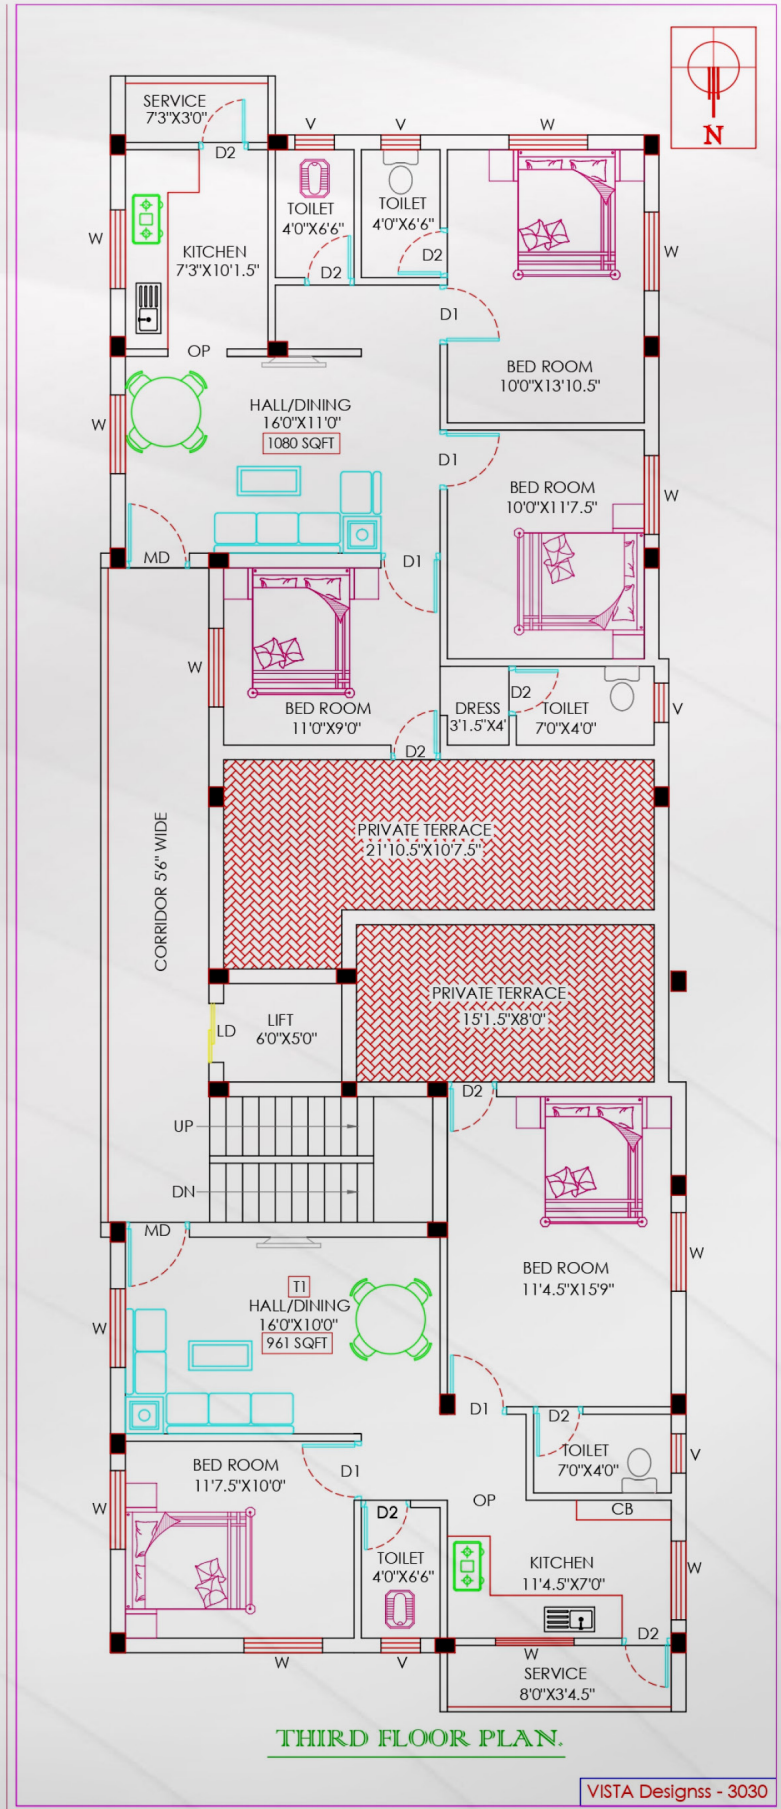 N
SERVICE
7'3"X3'0"
D2
V
V
W
TOILET
4'0"X6'6"
TOILET
4'0"X6'6"
W
KITCHEN
7'3"X10'1.5"
D2
D2
W
D1
OP
BED ROOM
10'0"X13'10.5"
HALL/DINING
16'0"X11'0"
1080 SQFT
W
D1
BED ROOM
10'0"X11'7.5"
W
MD
D1
W
BED ROOM
11'0"X9'0"
DRESS
3'1.5"X4'
D2
TOILET
7'0"X4'0"
V
D2
CORRIDOR 5'6" WIDE
PRIVATE TERRACE
21'10.5"X10'7.5"
PRIVATE TERRACE
15'1.5"X8'0"
LD
LIFT
6'0"X5'0"
D2
UP
DN
MD
W
BED ROOM
11'4.5"X15'9"
T1
HALL/DINING
16'0"X10'0"
961 SQFT
W
D1
D2
TOILET
7'0"X4'0"
V
BED ROOM
11'7.5"X10'0"
D1
W
OP
CB
D2
TOILET
4'0"X6'6"
KITCHEN
11'4.5"X7'0"
W
D2
W
V
W
SERVICE
8'0"X3'4.5"
THIRD FLOOR PLAN.
VISTA Designss - 3030